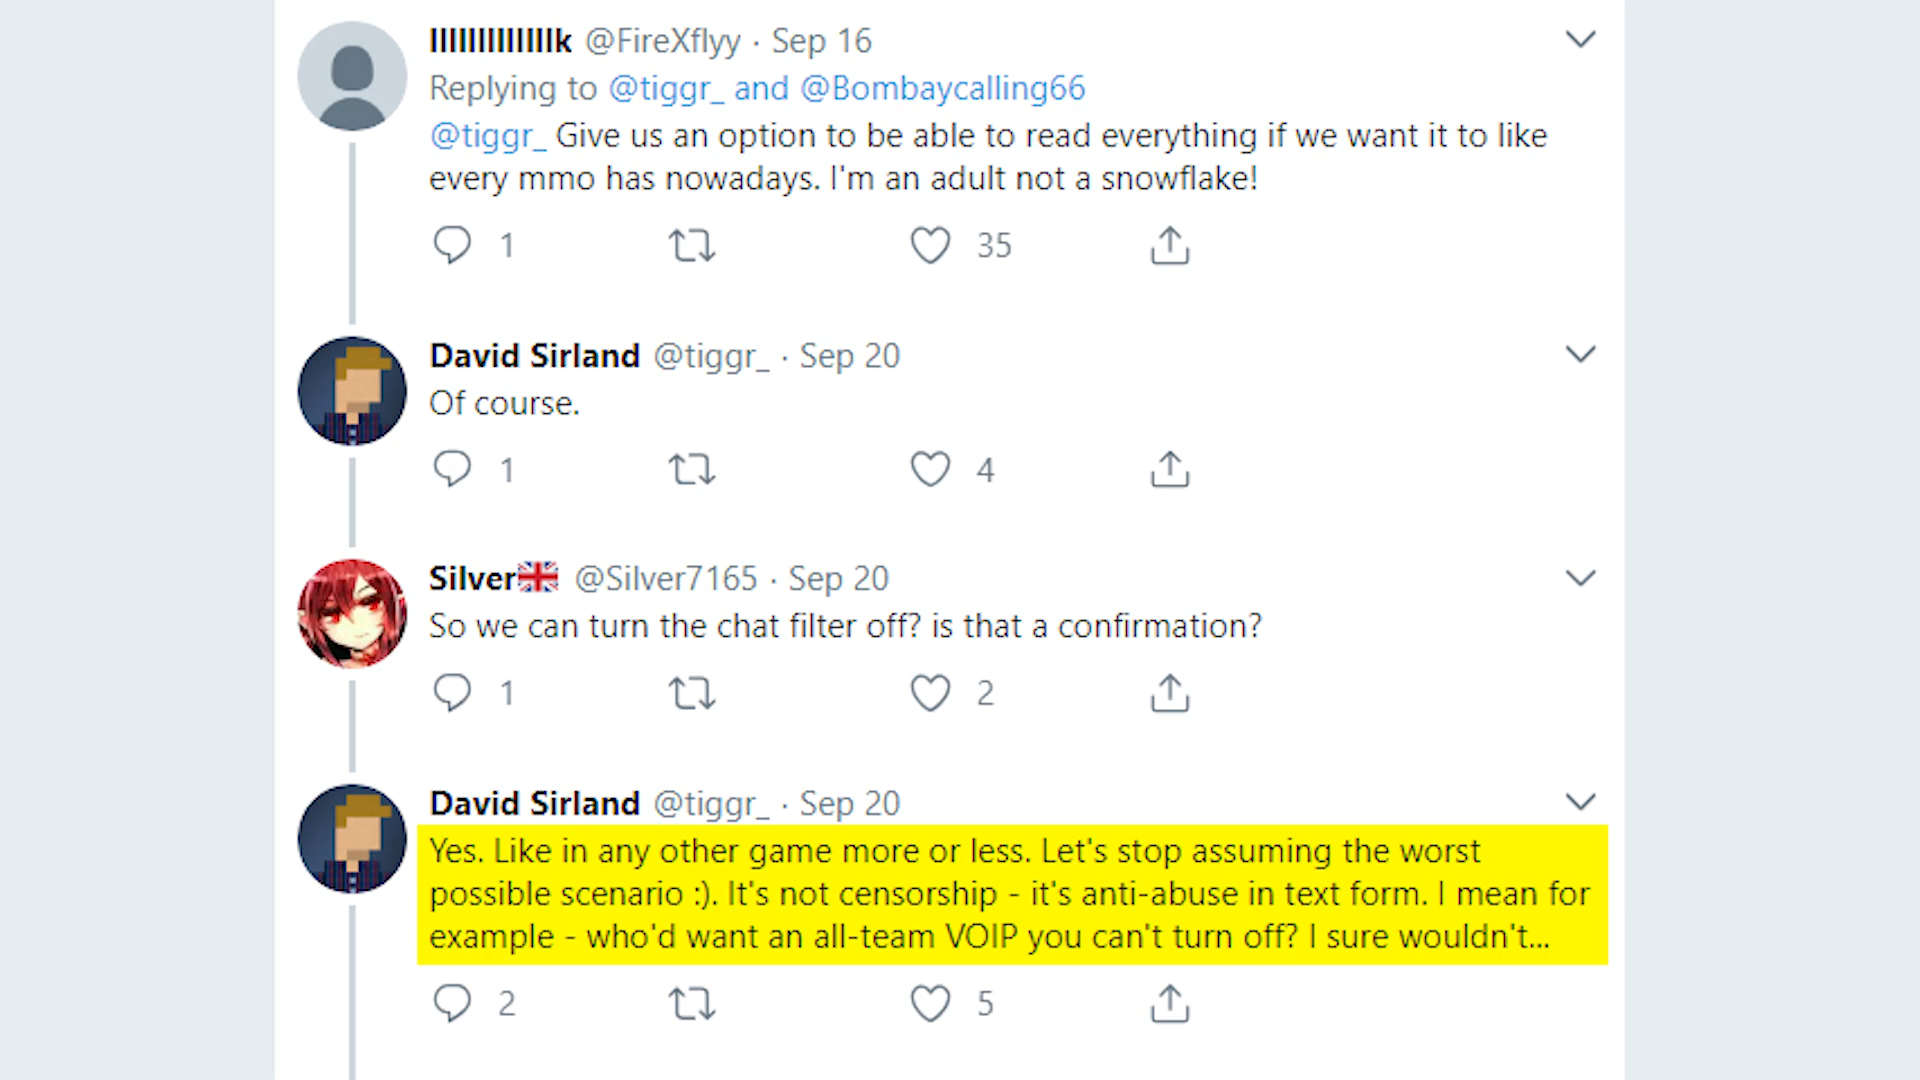 IIIIIIIIIIIIIk @FireXflyy · Sep 16
Replying to @tiggr_ and @Bombaycalling66
@tiggr_ Give us an option to be able to read everything if we want it to like
every mmo has nowadays. I'm an adult not a snowflake!
1 35
David Sirland @tiggr_ · Sep 20
Of course.
1 4
Silver🇬🇧 @Silver7165 · Sep 20
So we can turn the chat filter off? is that a confirmation?
1 2
David Sirland @tiggr_ · Sep 20
Yes. Like in any other game more or less. Let's stop assuming the worst
possible scenario :). It's not censorship - it's anti-abuse in text form. I mean for
example - who'd want an all-team VOIP you can't turn off? I sure wouldn't...
2 5